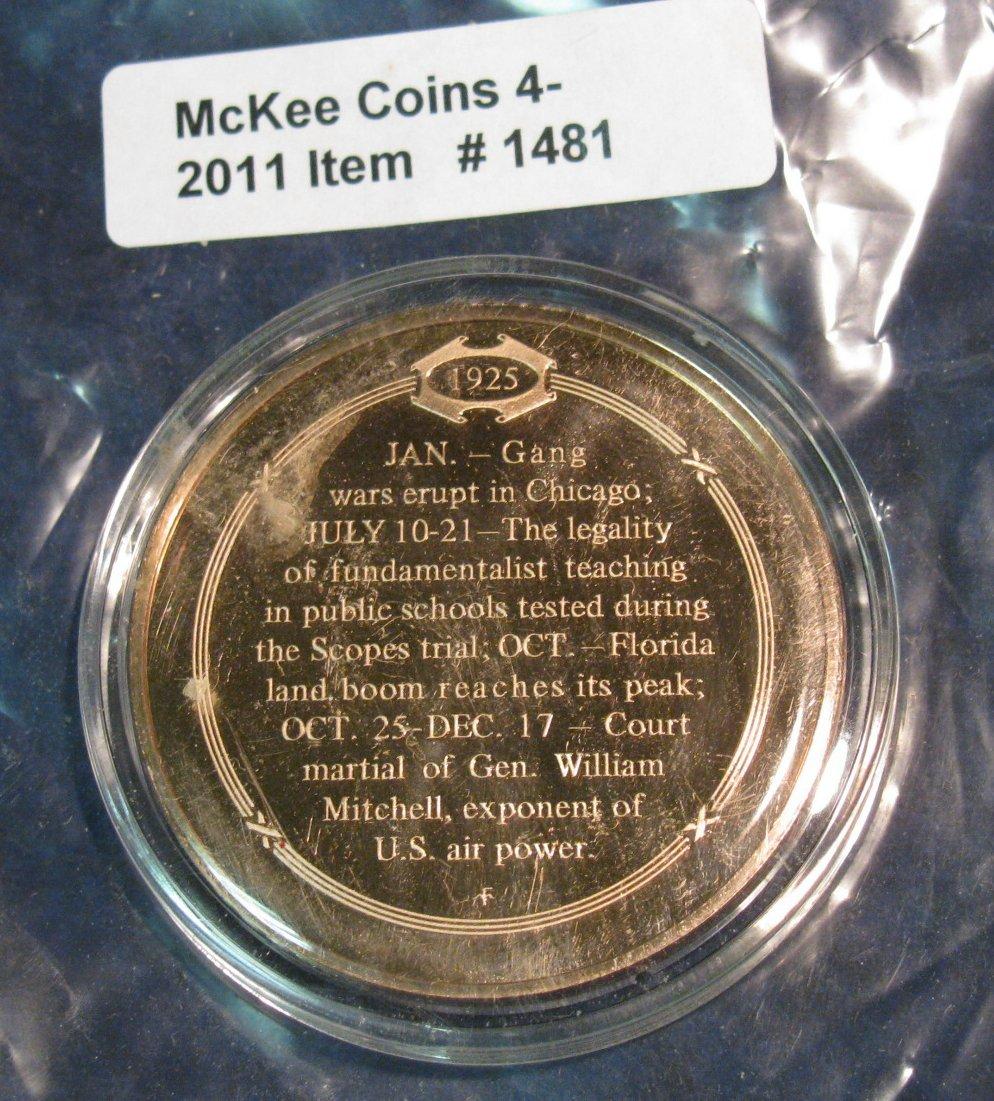 McKee Coins 4-
2011 Item # 1481
1925
JAN. – Gang
wars erupt in Chicago;
JULY 10-21 – The legality
of fundamentalist teaching
in public schools tested during
the Scopes trial; OCT. – Florida
land boom reaches its peak;
OCT. 25-DEC. 17 – Court
martial of Gen. William
Mitchell, exponent of
U.S. air power.
F